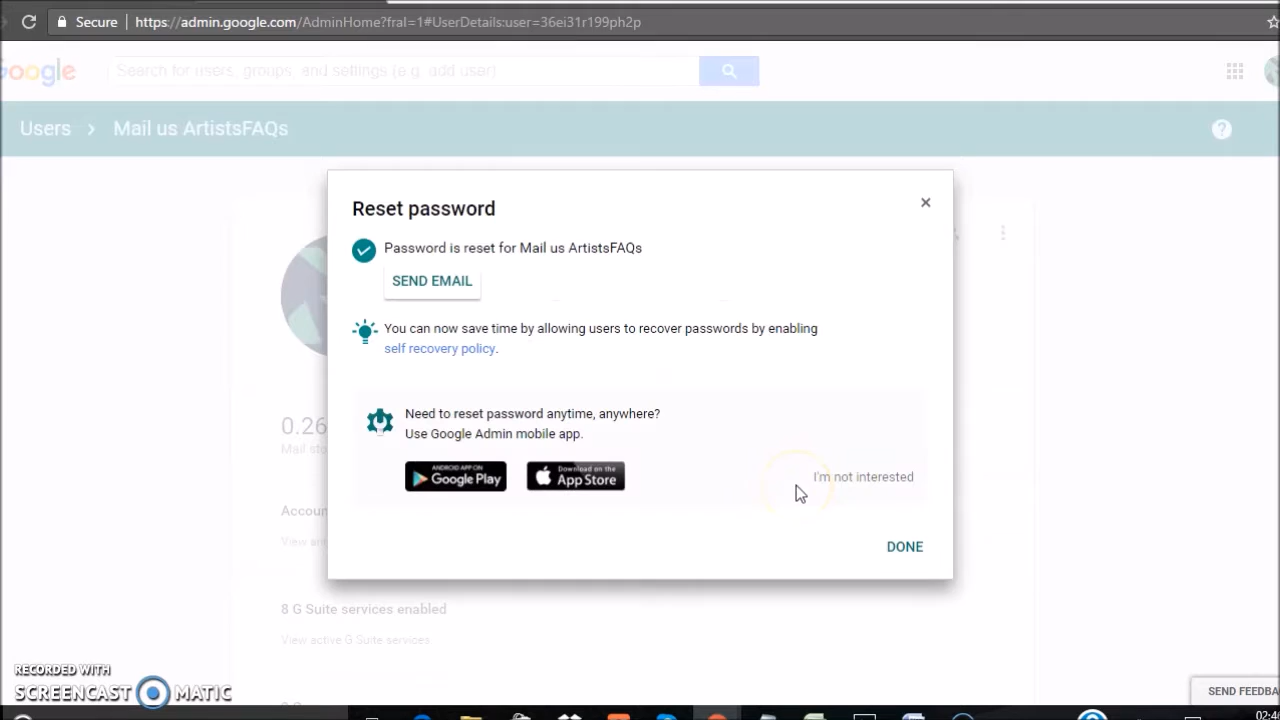 Secure https://admin.google.com/AdminHome?fral=1#UserDetails:user=36ei31r199ph2p
oogle Search for users, groups, and settings (e.g. add user)
Users > Mail us ArtistsFAQs ?
Reset password ×
Password is reset for Mail us ArtistsFAQs
SEND EMAIL
You can now save time by allowing users to recover passwords by enabling
self recovery policy.
Need to reset password anytime, anywhere?
Use Google Admin mobile app.
ANDROID APP ON Google Play
Download on the App Store
I'm not interested
DONE
0.26
Mail sto
Accoun
8 G Suite services enabled
View active G Suite services
RECORDED WITH
SCREENCAST MATIC
SEND FEEDBA